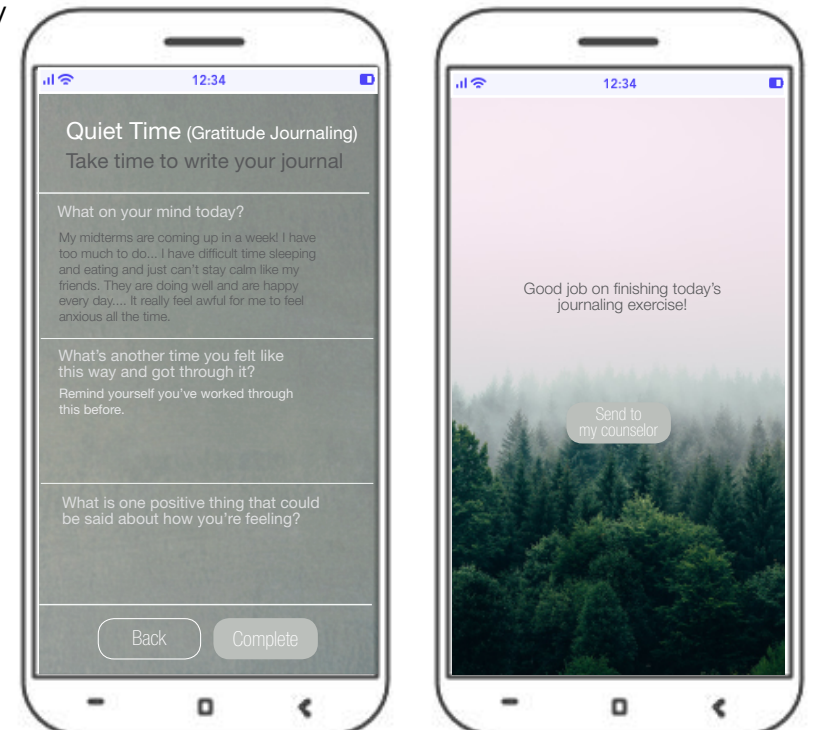 y
12:34
Quiet Time (Gratitude Journaling)
Take time to write your journal
What on your mind today?
My midterms are coming up in a week! I have
too much to do... I have difficult time sleeping
and eating and just can't stay calm like my
friends. They are doing well and are happy
every day.... It really feel awful for me to feel
anxious all the time.
What's another time you felt like
this way and got through it?
Remind yourself you've worked through
this before.
What is one positive thing that could
be said about how you're feeling?
Back
Complete
12:34
Good job on finishing today's
journaling exercise!
Send to
my counselor